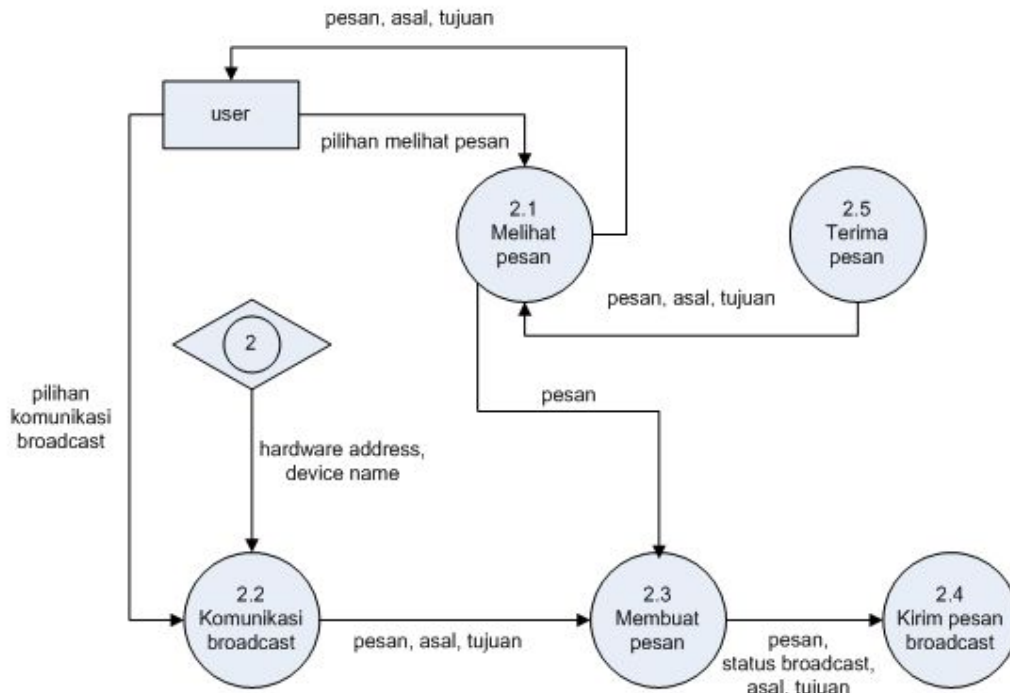 pesan, asal, tujuan
user
pilihan melihat pesan
2.1
Melihat
pesan
2.5
Terima
pesan
pesan, asal, tujuan
2
pilihan
komunikasi
broadcast
pesan
hardware address,
device name
2.2
Komunikasi
broadcast
pesan, asal, tujuan
2.3
Membuat
pesan
pesan,
status broadcast,
asal, tujuan
2.4
Kirim pesan
broadcast